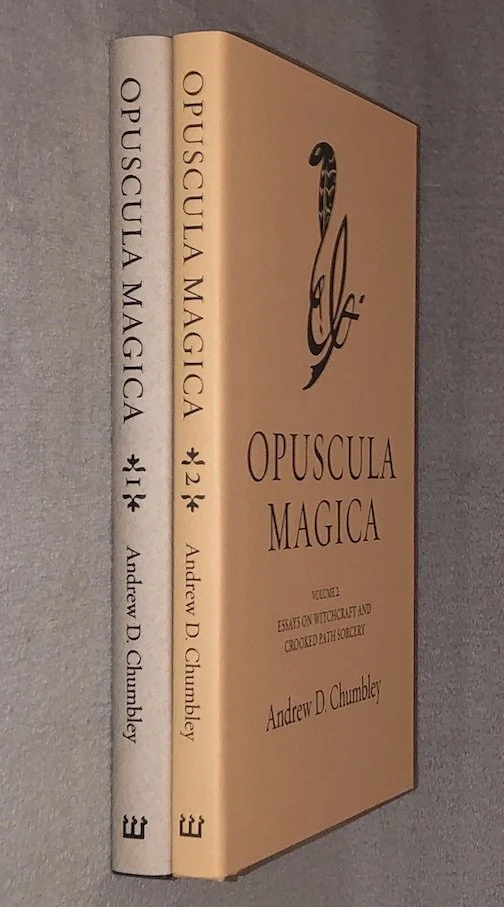 OPUSCULA MAGICA 1 Andrew D. Chumbley
OPUSCULA MAGICA 2 Andrew D. Chumbley
OPUSCULA
MAGICA
VOLUME 2
ESSAYS ON WITCHCRAFT AND
CROOKED PATH SORCERY
Andrew D. Chumbley